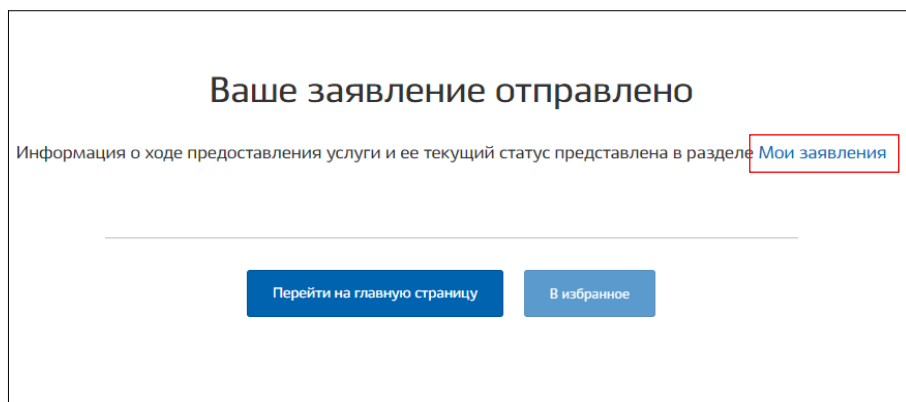 Ваше заявление отправлено
Информация о ходе предоставления услуги и ее текущий статус представлена в разделе Мои заявления
Перейти на главную страницу
В избранное